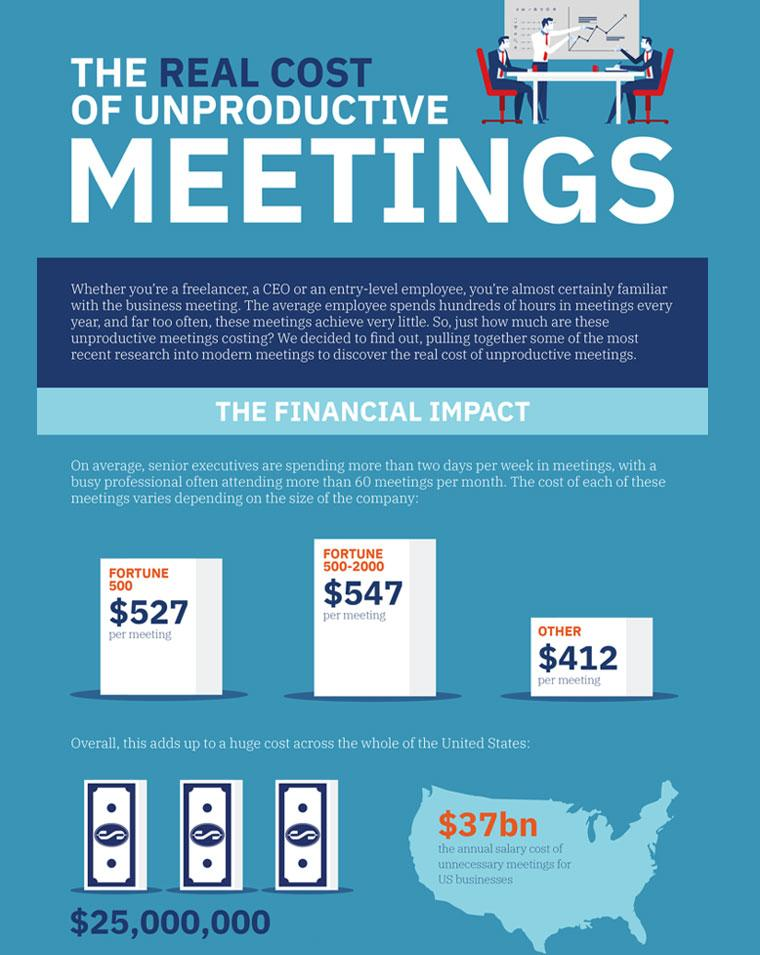 THE REAL COST
OF UNPRODUCTIVE
MEETINGS
Whether you're a freelancer, a CEO or an entry-level employee, you're almost certainly familiar
with the business meeting. The average employee spends hundreds of hours in meetings every
year, and far too often, these meetings achieve very little. So, just how much are these
unproductive meetings costing? We decided to find out, pulling together some of the most
recent research into modern meetings to discover the real cost of unproductive meetings.
THE FINANCIAL IMPACT
On average, senior executives are spending more than two days per week in meetings, with a
busy professional often attending more than 60 meetings per month. The cost of each of these
meetings varies depending on the size of the company:
FORTUNE
500
$527
per meeting
FORTUNE
500-2000
$547
per meeting
OTHER
$412
per meeting
Overall, this adds up to a huge cost across the whole of the United States:
$25,000,000
$37bn
the annual salary cost of
unnecessary meetings for
US businesses